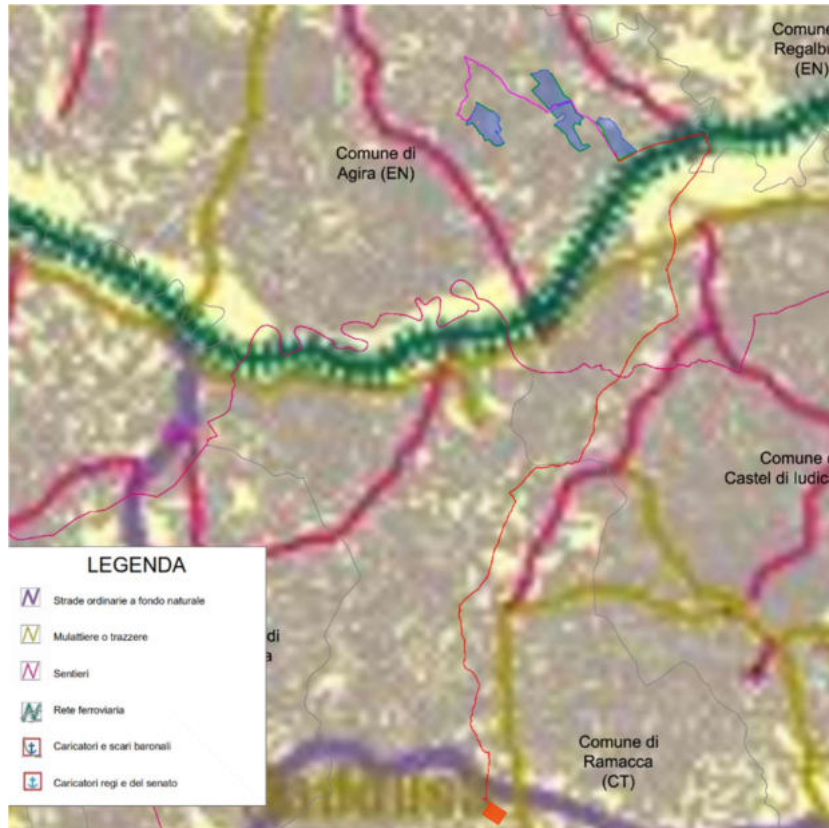 Comune
Regalbu
(EN)
Comune di
Agira (EN)
Comune d
Castel di Iudic
LEGENDA
Strade ordinarie a fondo naturale
Mulattiere o trazzere
Sentieri
Rete ferroviaria
Caricatori e scari baronali
Caricatori regi e del senato
di
a
Comune di
Ramacca
(CT)